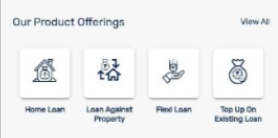 Our Product Offerings View All
Home Loan Loan Against Flexi Loan Top Up On
Property Existing Loan